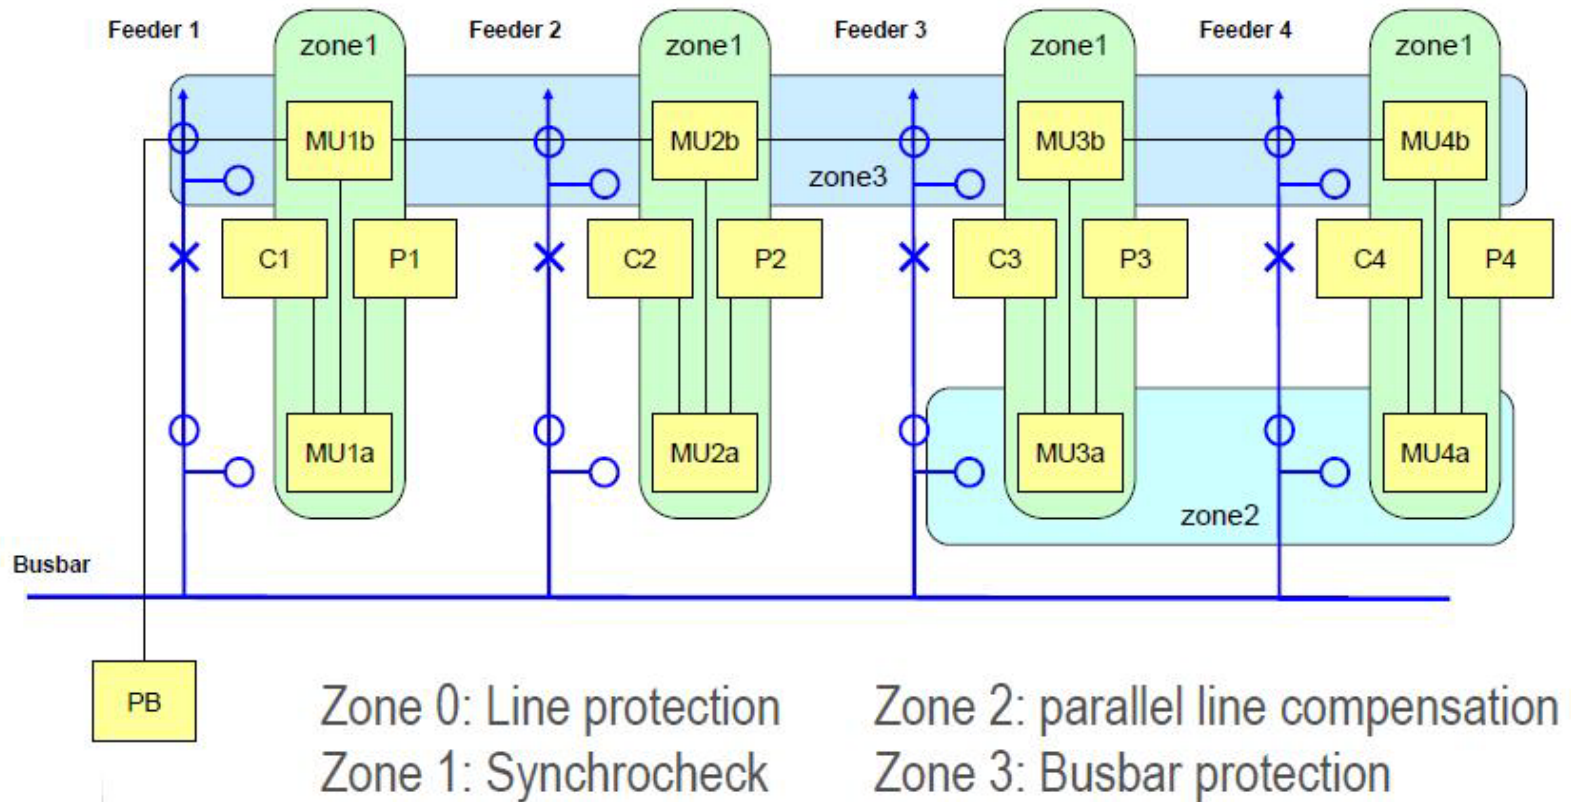 Feeder 1 zone1 Feeder 2 zone1 Feeder 3 zone1 Feeder 4 zone1
MU1b MU2b MU3b MU4b
zone3
C1 P1 C2 P2 C3 P3 C4 P4
MU1a MU2a MU3a MU4a
zone2
Busbar
PB
Zone 0: Line protection Zone 2: parallel line compensation
Zone 1: Synchrocheck Zone 3: Busbar protection